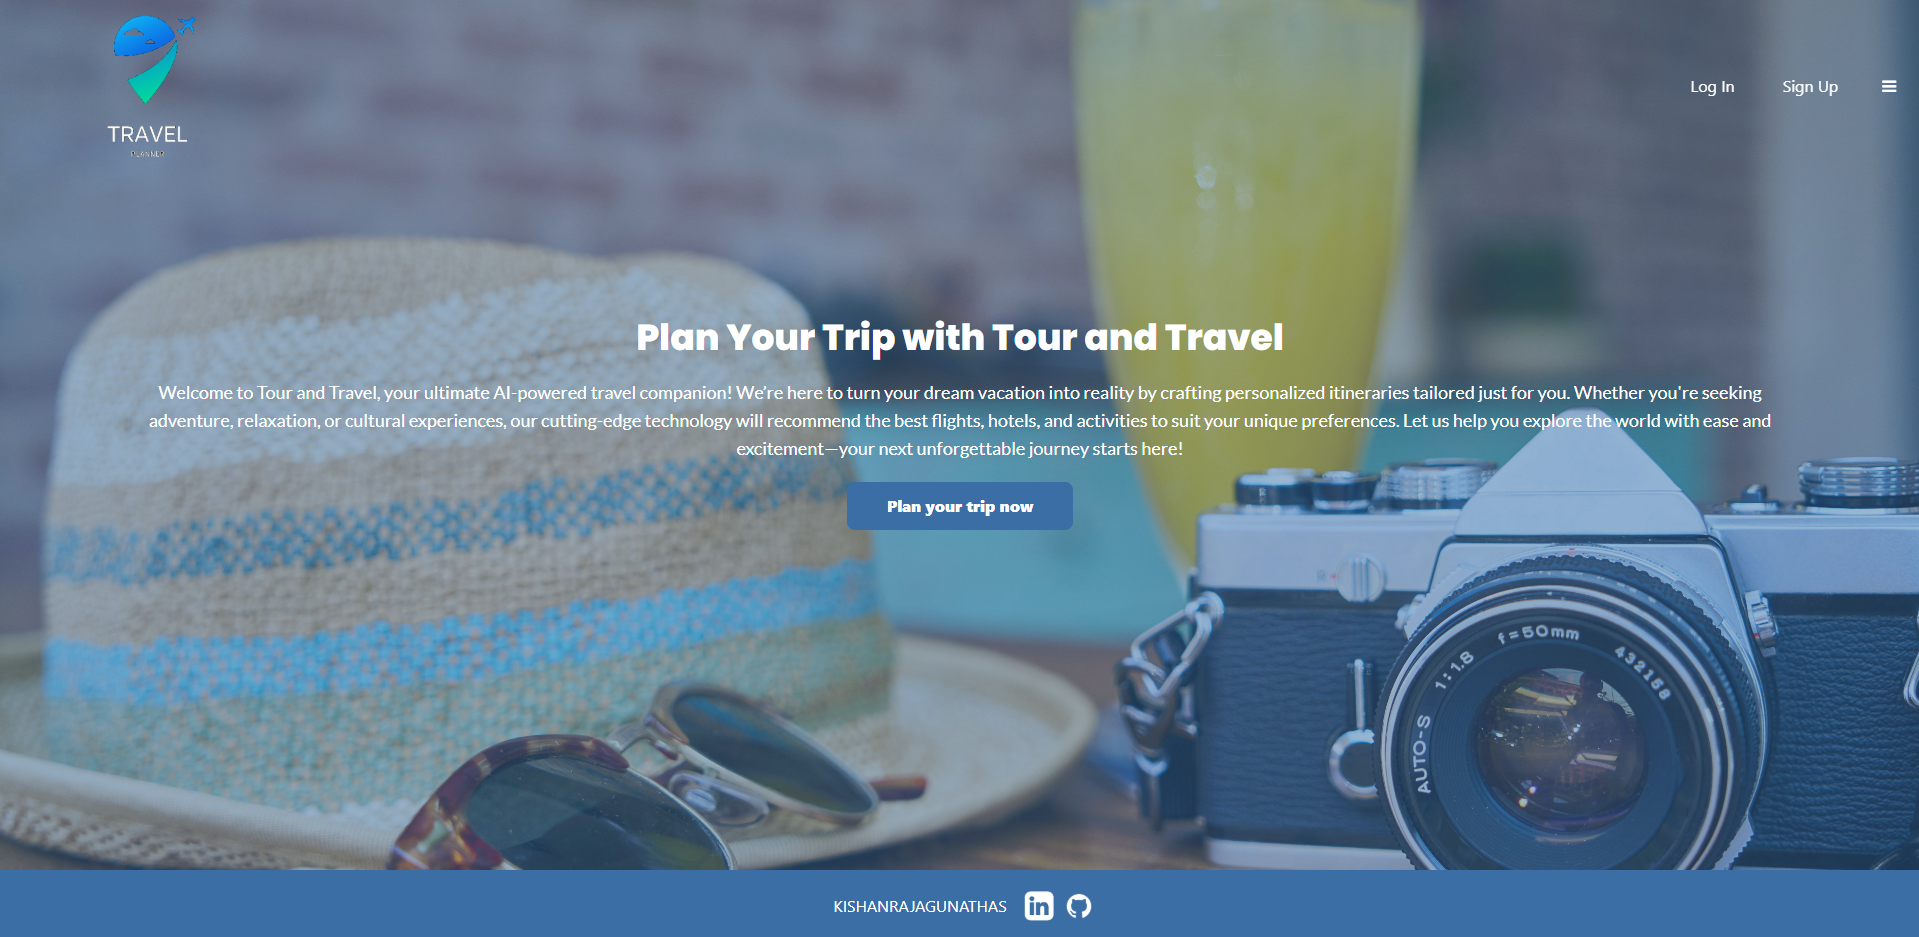 TRAVEL
PLANNER
Log In
Sign Up
Plan Your Trip with Tour and Travel
Welcome to Tour and Travel, your ultimate AI-powered travel companion! We're here to turn your dream vacation into reality by crafting personalized itineraries tailored just for you. Whether you're seeking
adventure, relaxation, or cultural experiences, our cutting-edge technology will recommend the best flights, hotels, and activities to suit your unique preferences. Let us help you explore the world with ease and
excitement—your next unforgettable journey starts here!
Plan your trip now
R
AUTO-S 1:1.8 f=50mm 432158
KISHANRAJAGUNATHAS
in